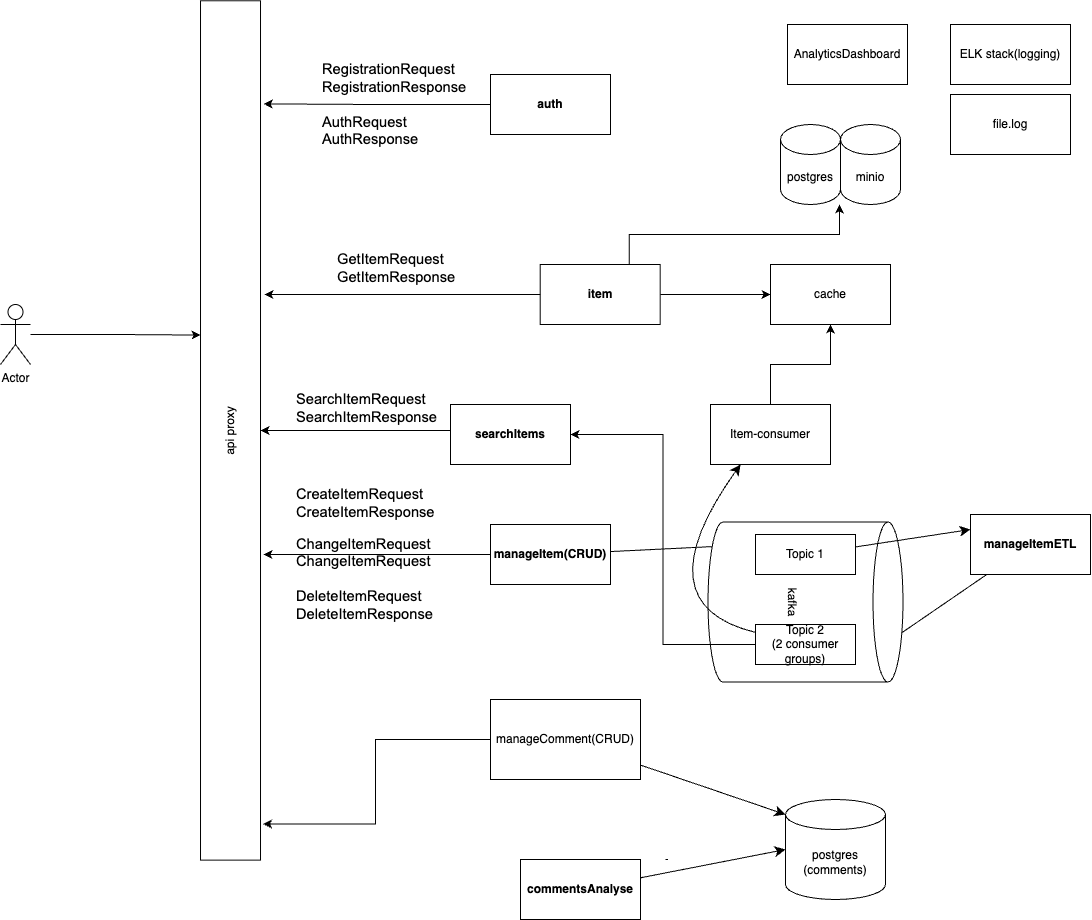 AnalyticsDashboard
ELK stack(logging)
RegistrationRequest
RegistrationResponse
auth
file.log
AuthRequest
AuthResponse
postgres
minio
GetItemRequest
GetItemResponse
item
cache
Actor
api proxy
SearchItemRequest
SearchItemResponse
searchItems
Item-consumer
CreateItemRequest
CreateItemResponse
ChangeItemRequest
ChangeItemRequest
manageItem(CRUD)
Topic 1
manageItemETL
kafka
DeleteItemRequest
DeleteItemResponse
Topic 2
(2 consumer
groups)
manageComment(CRUD)
postgres
(comments)
-
commentsAnalyse